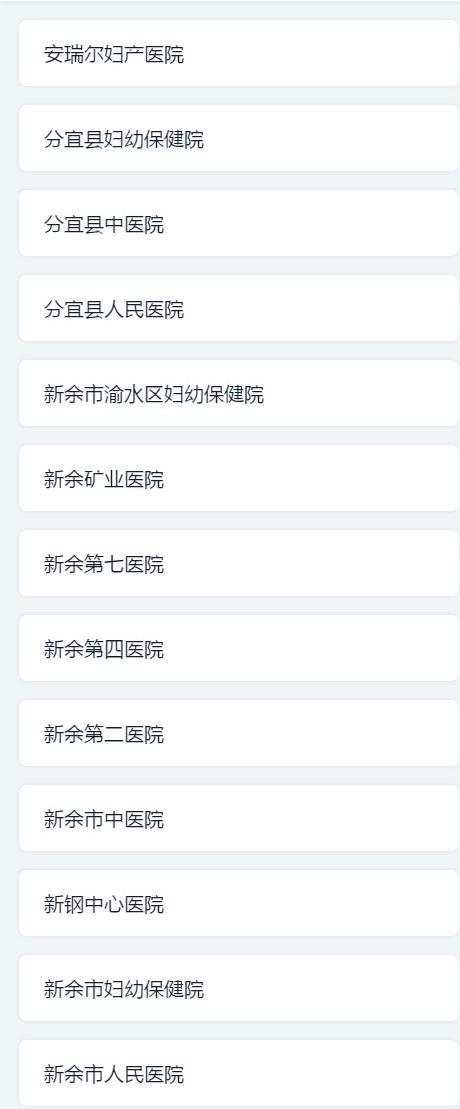 安瑞尔妇产医院
分宜县妇幼保健院
分宜县中医院
分宜县人民医院
新余市渝水区妇幼保健院
新余矿业医院
新余第七医院
新余第四医院
新余第二医院
新余市中医院
新钢中心医院
新余市妇幼保健院
新余市人民医院